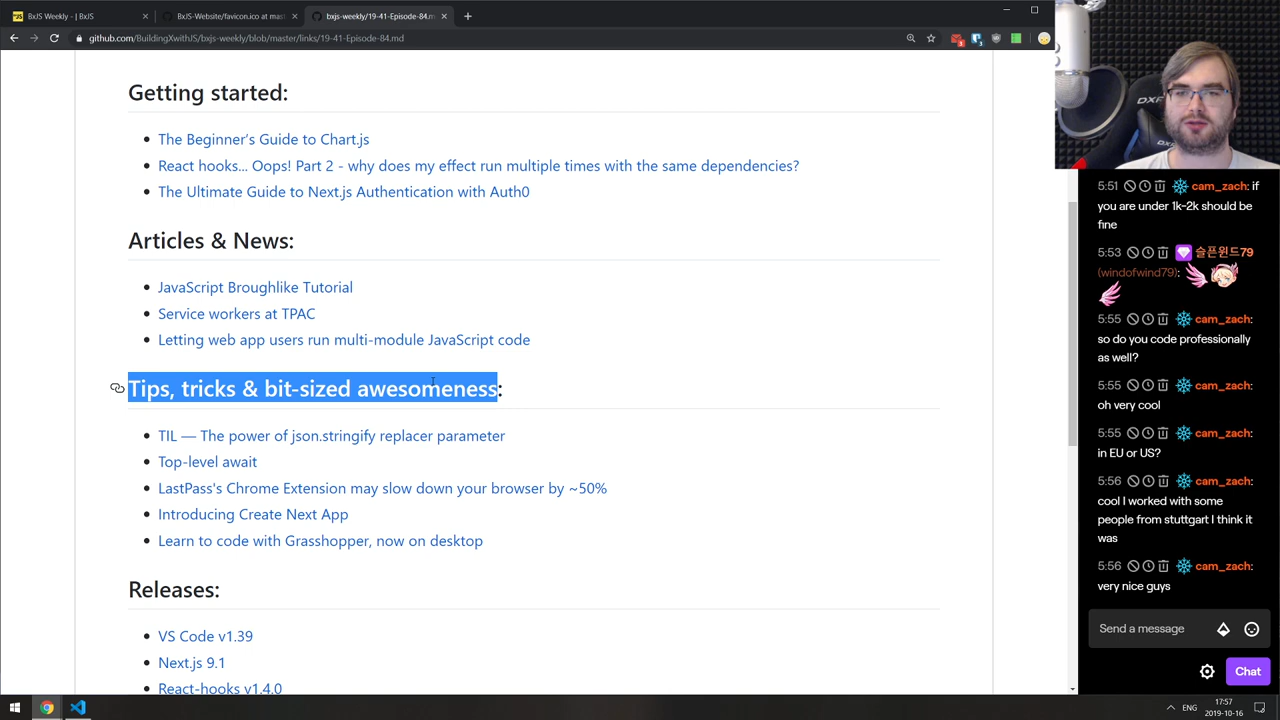 BxJS Weekly - | BxJS
BxJS-Website/favicon.ico at mas
bxjs-weekly/19-41-Episode-84.m
github.com/BuildingXwithJS/bxjs-weekly/blob/master/links/19-41-Episode-84.md
Getting started:
The Beginner's Guide to Chart.js
React hooks... Oops! Part 2 - why does my effect run multiple times with the same dependencies?
The Ultimate Guide to Next.js Authentication with Auth0
Articles & News:
JavaScript Broughlike Tutorial
Service workers at TPAC
Letting web app users run multi-module JavaScript code
Tips, tricks & bit-sized awesomeness:
TIL — The power of json.stringify replacer parameter
Top-level await
LastPass's Chrome Extension may slow down your browser by ~50%
Introducing Create Next App
Learn to code with Grasshopper, now on desktop
Releases:
VS Code v1.39
Next.js 9.1
React-hooks v1.4.0
5:51 cam_zach: if
you are under 1k-2k should be
fine
5:53 슬픈윈드79
(windofwind79):
5:55 cam_zach:
so do you code professionally
as well?
5:55 cam_zach:
oh very cool
5:55 cam_zach:
in EU or US?
5:56 cam_zach:
cool I worked with some
people from stuttgart I think it
was
5:56 cam_zach:
very nice guys
Send a message
Chat
ENG
17:57
2019-10-16